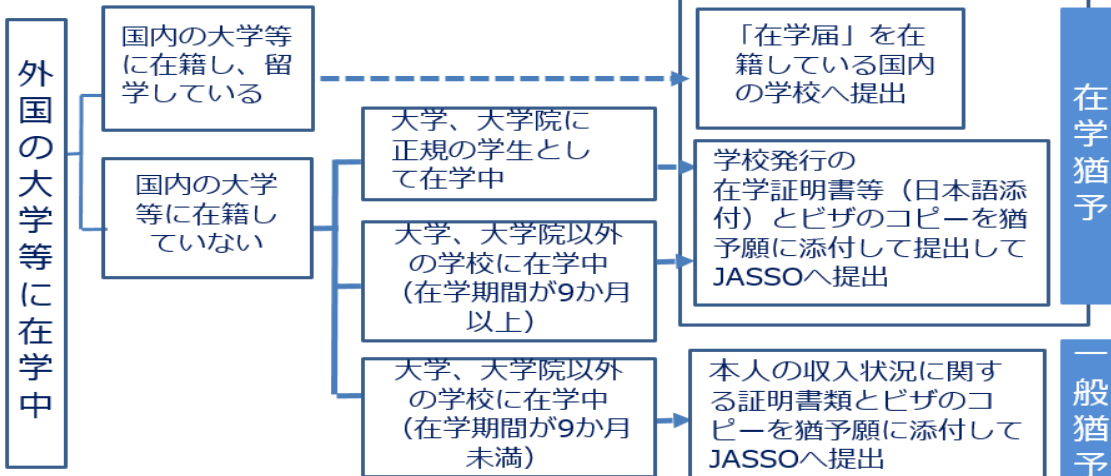 外国の大学等に在学中
国内の大学等
に在籍し、留
学している
「在学届」を在
籍している国内
の学校へ提出
在学猶予
国内の大学
等に在籍し
ていない
大学、大学院に
正規の学生とし
て在学中
学校発行の
在学証明書等（日本語添
付）とビザのコピーを猶
予願に添付して提出して
JASSOへ提出
大学、大学院以外
の学校に在学中
（在学期間が9か月
以上）
大学、大学院以外
の学校に在学中
（在学期間が9か月
未満）
本人の収入状況に関す
る証明書類とビザのコ
ピーを猶予願に添付して
JASSOへ提出
一般猶予